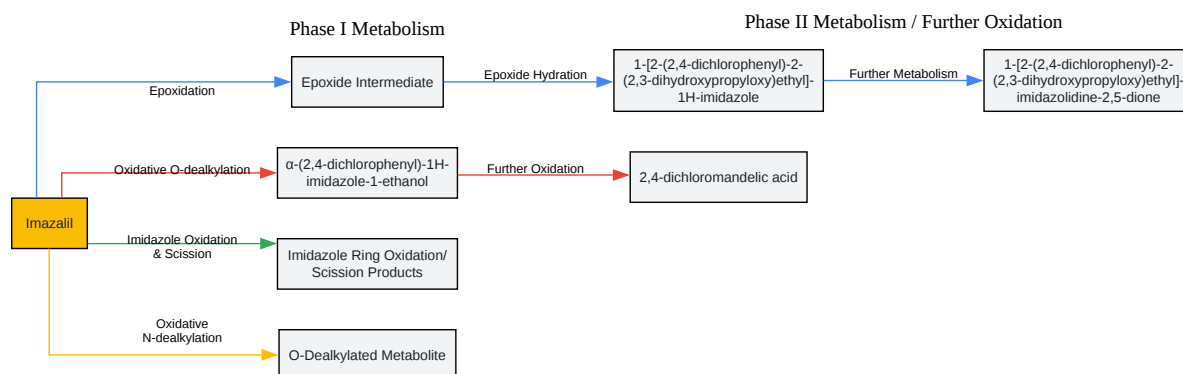 Phase I Metabolism
Phase II Metabolism / Further Oxidation
Epoxidation
Epoxide Intermediate
Epoxide Hydration
1-[2-(2,4-dichlorophenyl)-2-
(2,3-dihydroxypropyloxy)ethyl]-
1H-imidazole
Further Metabolism
1-[2-(2,4-dichlorophenyl)-2-
(2,3-dihydroxypropyloxy)ethyl]-
imidazolidine-2,5-dione
Oxidative O-dealkylation
α-(2,4-dichlorophenyl)-1H-
imidazole-1-ethanol
Further Oxidation
2,4-dichloromandelic acid
Imazalil
Imidazole Oxidation
& Scission
Imidazole Ring Oxidation/
Scission Products
Oxidative
N-dealkylation
O-Dealkylated Metabolite